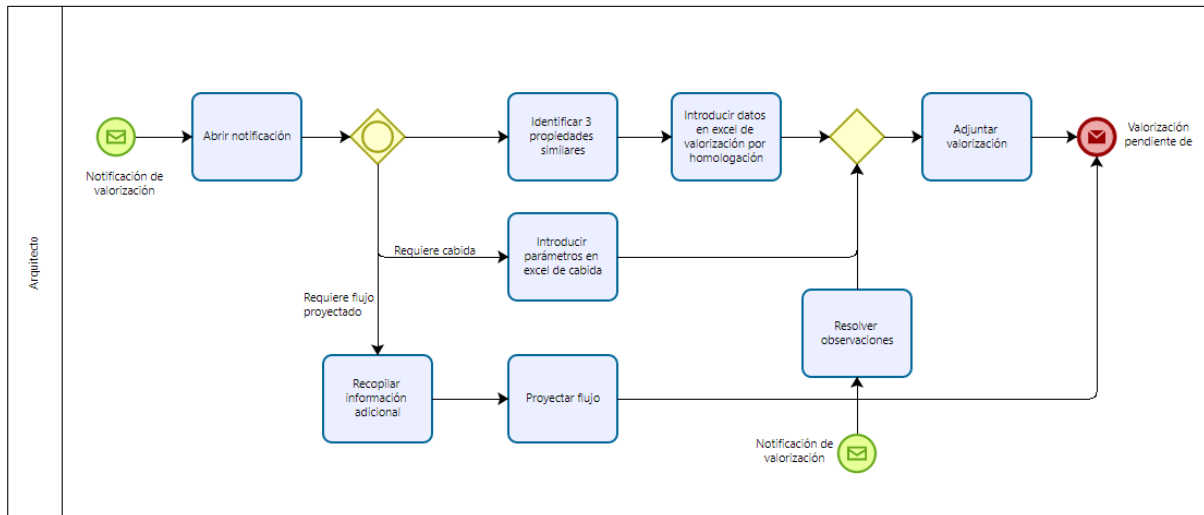 Arquitecto
Notificación de
valorización
Abrir notificación
Identificar 3
propiedades
similares
Introducir datos
en excel de
valorización por
homologación
Adjuntar
valorización
Valorización
pendiente de
Requiere cabida
Introducir
parámetros en
excel de cabida
Requiere flujo
proyectado
Resolver
observaciones
Recopilar
información
adicional
Proyectar flujo
Notificación de
valorización